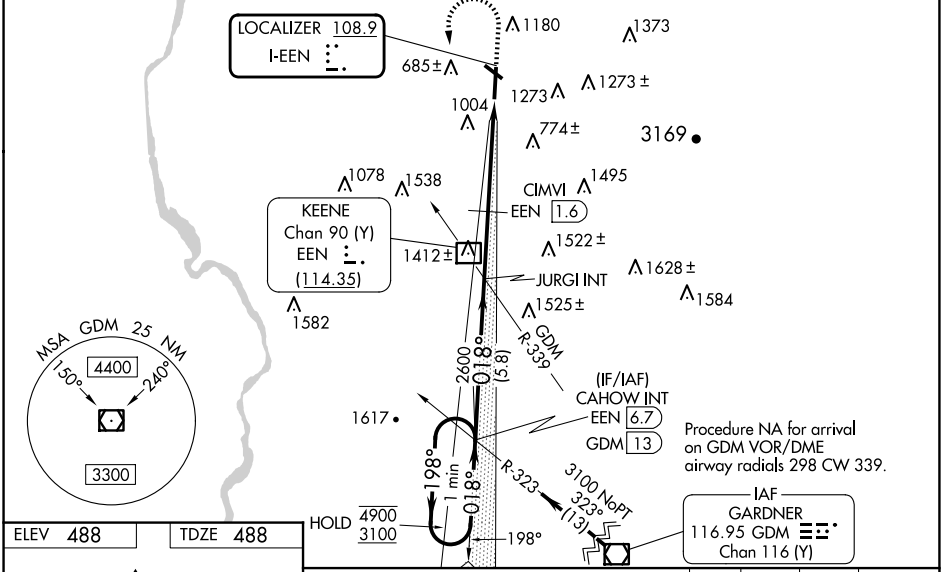 LOCALIZER 108.9
I-EEN
1180
1373
685±
1273
1273±
1004
774±
3169
1078
1538
CIMVI
EEN 1.6
1495
KEENE
Chan 90 (Y)
EEN
(114.35)
1412±
1522±
JURGI INT
1628±
1584
1525±
1582
GDM
R-339
MSA GDM 25 NM
150°
4400
240°
3300
2600
018°
(5.8)
(IF/IAF)
CAHOW INT
EEN 6.7
GDM 13
1617
Procedure NA for arrival
on GDM VOR/DME
airway radials 298 CW 339.
198°
1 min
018°
R-323
3100 NoPT
323°
(13)
HOLD 4900
3100
198°
IAF
GARDNER
116.95 GDM
Chan 116 (Y)
ELEV 488
TDZE 488